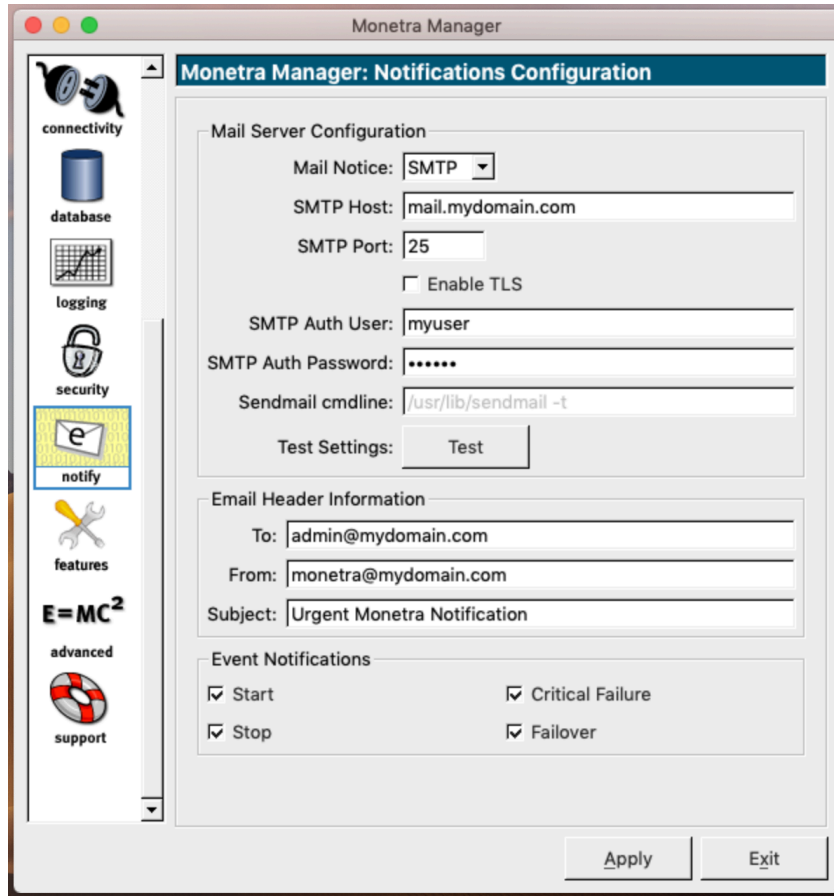 Monetra Manager
connectivity
database
logging
security
e
notify
features
E=MC²
advanced
support
Monetra Manager: Notifications Configuration
Mail Server Configuration
Mail Notice: SMTP
SMTP Host: mail.mydomain.com
SMTP Port: 25
Enable TLS
SMTP Auth User: myuser
SMTP Auth Password: ••••••
Sendmail cmdline: /usr/lib/sendmail -t
Test Settings: Test
Email Header Information
To: admin@mydomain.com
From: monetra@mydomain.com
Subject: Urgent Monetra Notification
Event Notifications
Start Critical Failure
Stop Failover
Apply Exit